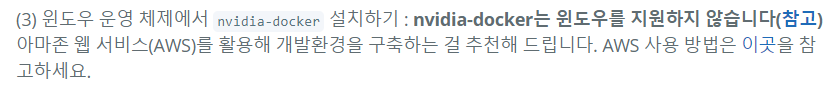 (3) 윈도우 운영 체제에서 nvidia-docker 설치하기 : nvidia-docker는 윈도우를 지원하지 않습니다(참고)
아마존 웹 서비스(AWS)를 활용해 개발환경을 구축하는 걸 추천해 드립니다. AWS 사용 방법은 이곳을 참
고하세요.